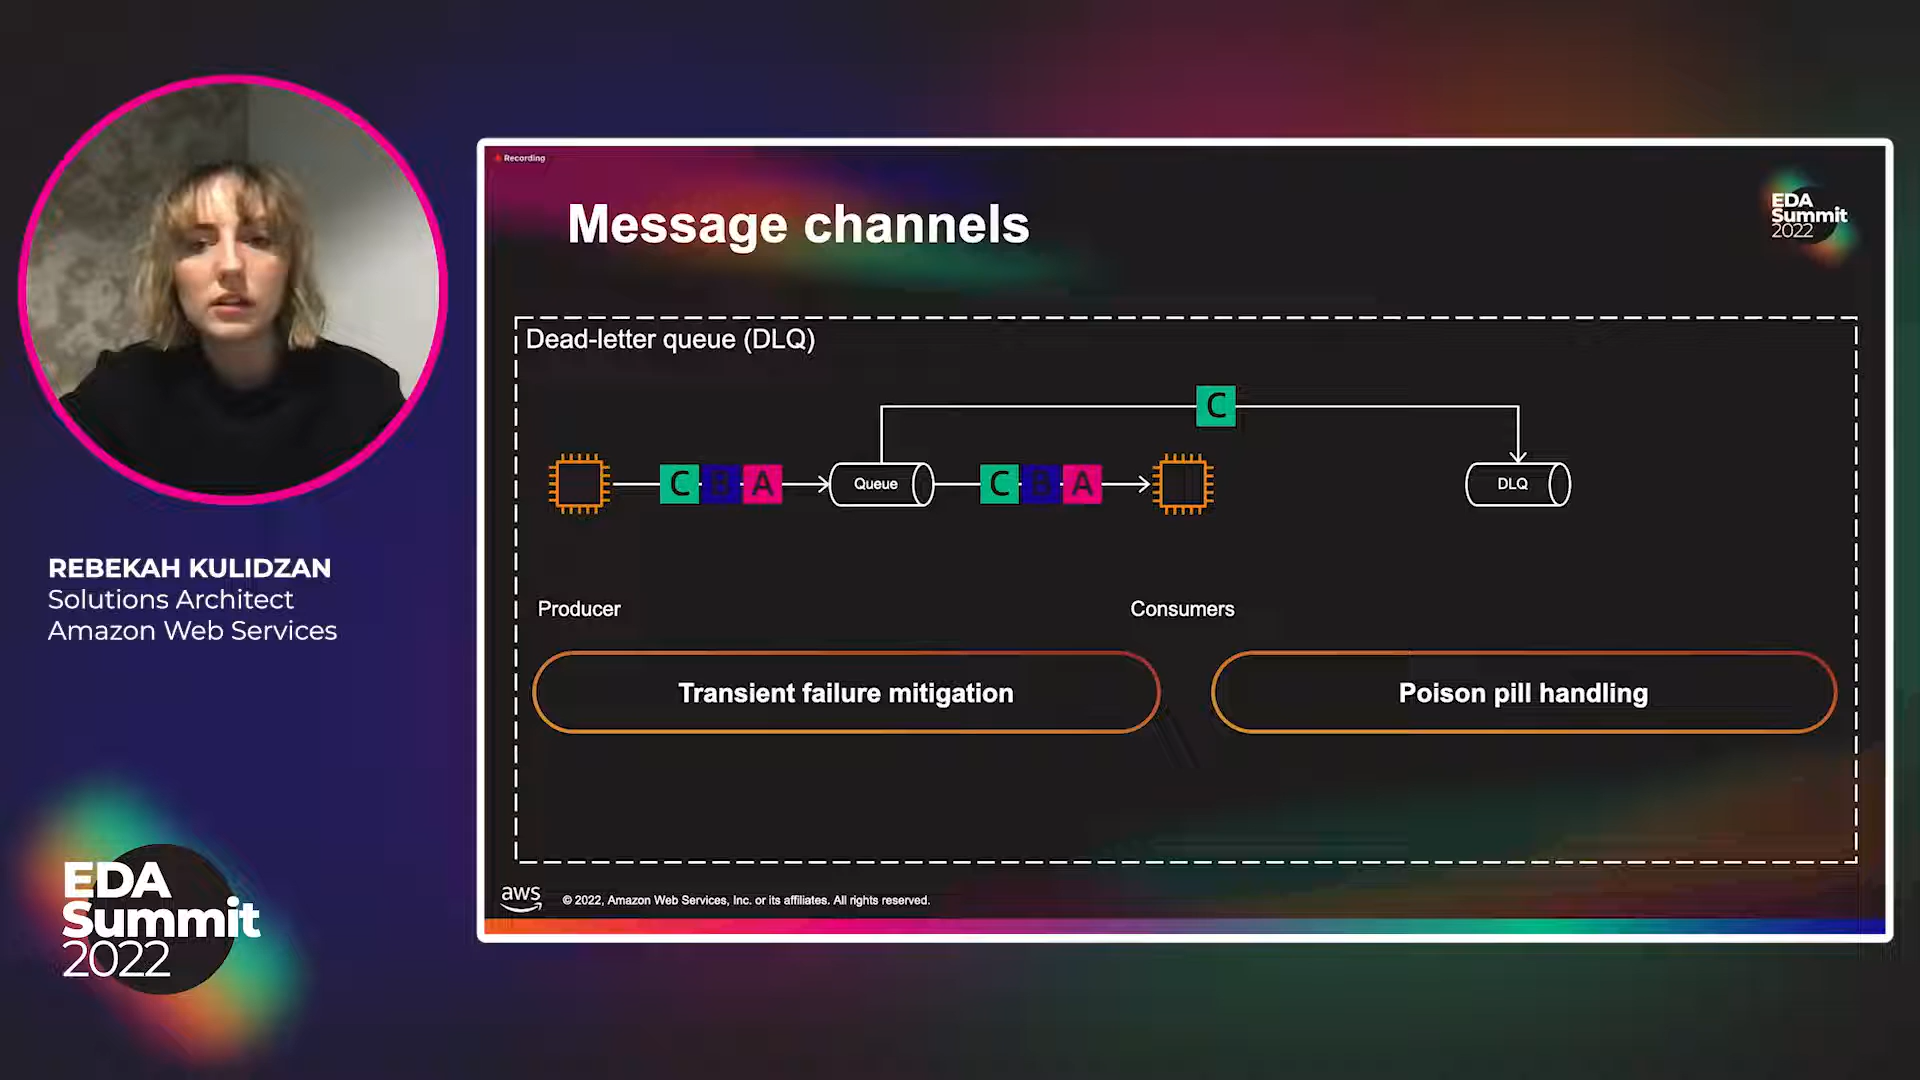 REBEKAH KULIDZAN
Solutions Architect
Amazon Web Services
EDA
Summit
2022
Recording
Message channels
EDA
Summit
2022
Dead-letter queue (DLQ)
C
C B A Queue C B A DLQ
Producer Consumers
Transient failure mitigation Poison pill handling
aws © 2022, Amazon Web Services, Inc. or its affiliates. All rights reserved.